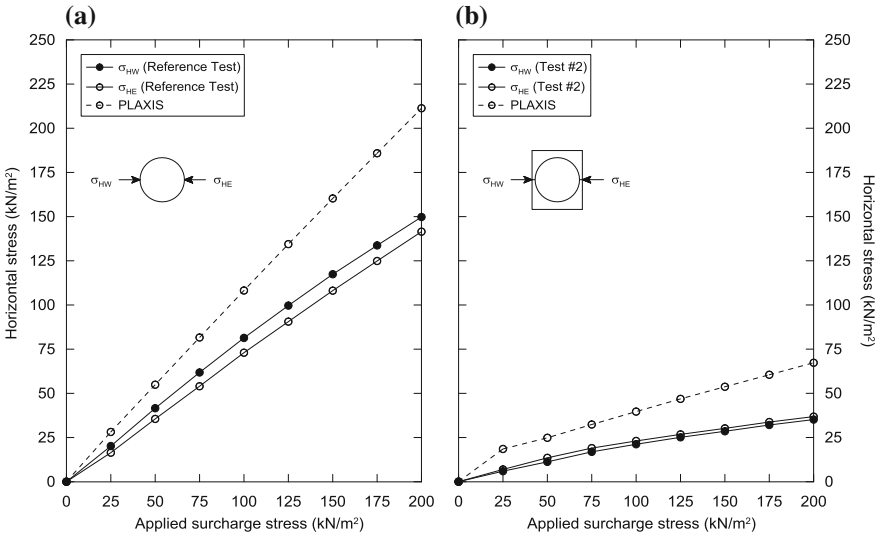 (a)
250
225
200
175
150
125
100
75
50
25
0
Horizontal stress (kN/m²)
σHW (Reference Test)
σHE (Reference Test)
PLAXIS
σHW
σHE
0 25 50 75 100 125 150 175 200
Applied surcharge stress (kN/m²)
(b)
σHW (Test #2)
σHE (Test #2)
PLAXIS
σHW
σHE
250
225
200
175
150
125
100
75
50
25
0
Horizontal stress (kN/m²)
0 25 50 75 100 125 150 175 200
Applied surcharge stress (kN/m²)